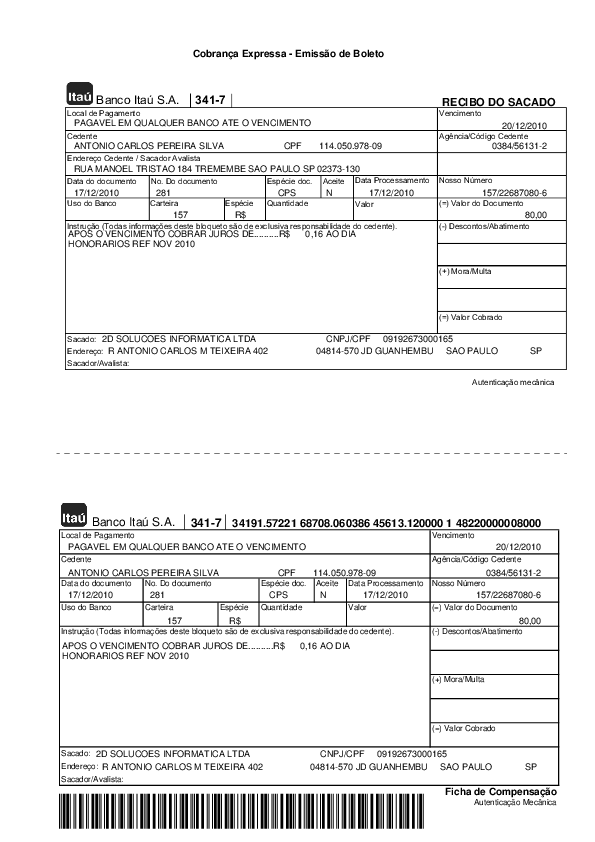 Cobrança Expressa - Emissão de Boleto
Itaú Banco Itaú S.A. 341-7 RECIBO DO SACADO
Local de Pagamento Vencimento
PAGAVEL EM QUALQUER BANCO ATE O VENCIMENTO 20/12/2010
Cedente Agência/Código Cedente
ANTONIO CARLOS PEREIRA SILVA CPF 114.050.978-09 0384/56131-2
Endereço Cedente / Sacador Avalista
RUA MANOEL TRISTAO 184 TREMEMBE SAO PAULO SP 02373-130
Data do documento No. Do documento Espécie doc. Aceite Data Processamento Nosso Número
17/12/2010 281 CPS N 17/12/2010 157/22687080-6
Uso do Banco Carteira Espécie Quantidade Valor (=) Valor do Documento
157 R$ 80,00
Instrução (Todas informações deste bloqueto são de exclusiva responsabilidade do cedente). (-) Descontos/Abatimento
APOS O VENCIMENTO COBRAR JUROS DE..........R$ 0,16 AO DIA
HONORARIOS REF NOV 2010
(+) Mora/Multa
(=) Valor Cobrado
Sacado: 2D SOLUCOES INFORMATICA LTDA CNPJ/CPF 09192673000165
Endereço: R ANTONIO CARLOS M TEIXEIRA 402 04814-570 JD GUANHEMBU SAO PAULO SP
Sacador/Avalista:
Autenticação mecânica
Itaú Banco Itaú S.A. 341-7 34191.57221 68708.060386 45613.120000 1 48220000008000
Local de Pagamento Vencimento
PAGAVEL EM QUALQUER BANCO ATE O VENCIMENTO 20/12/2010
Cedente Agência/Código Cedente
ANTONIO CARLOS PEREIRA SILVA CPF 114.050.978-09 0384/56131-2
Data do documento No. Do documento Espécie doc. Aceite Data Processamento Nosso Número
17/12/2010 281 CPS N 17/12/2010 157/22687080-6
Uso do Banco Carteira Espécie Quantidade Valor (=) Valor do Documento
157 R$ 80,00
Instrução (Todas informações deste bloqueto são de exclusiva responsabilidade do cedente). (-) Descontos/Abatimento
APOS O VENCIMENTO COBRAR JUROS DE..........R$ 0,16 AO DIA
HONORARIOS REF NOV 2010
(+) Mora/Multa
(=) Valor Cobrado
Sacado: 2D SOLUCOES INFORMATICA LTDA CNPJ/CPF 09192673000165
Endereço: R ANTONIO CARLOS M TEIXEIRA 402 04814-570 JD GUANHEMBU SAO PAULO SP
Sacador/Avalista:
Ficha de Compensação
Autenticação Mecânica